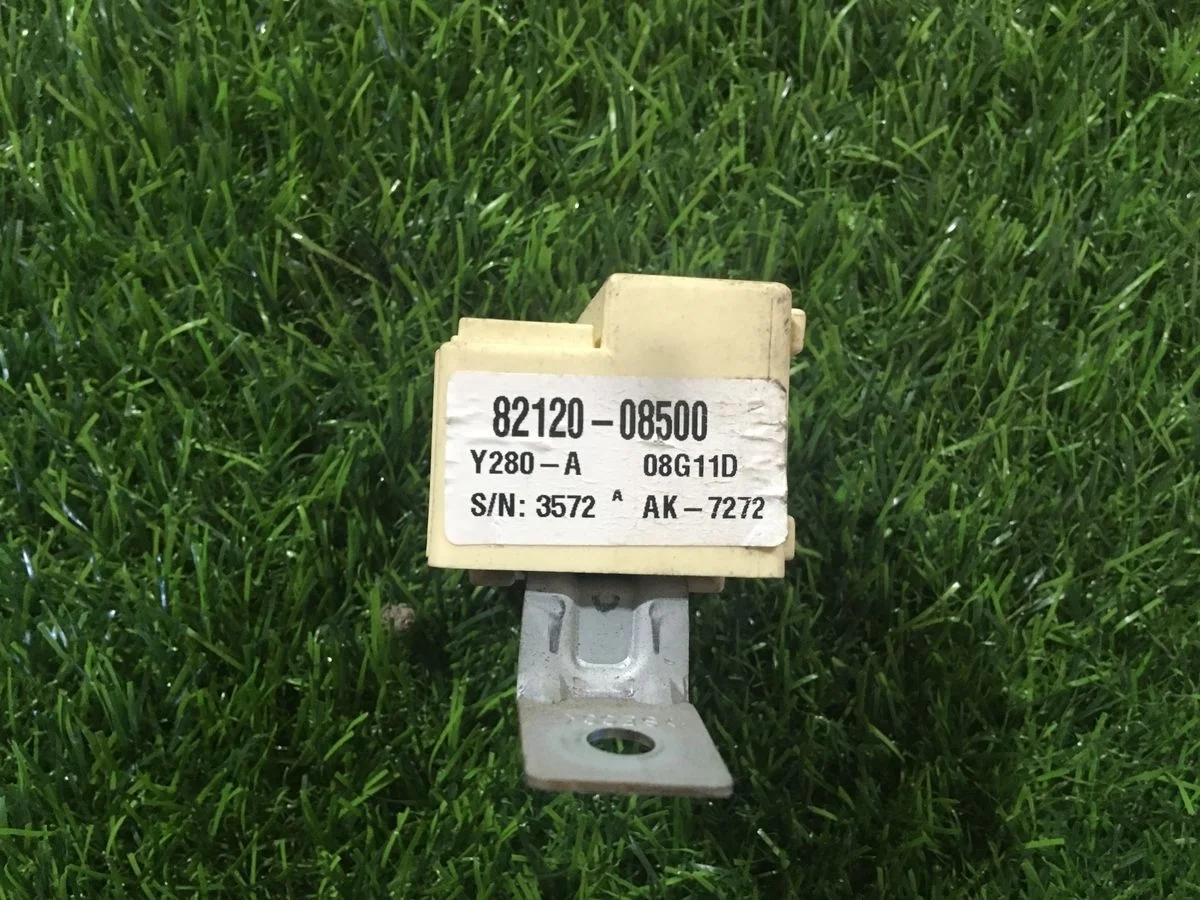 82120-08500
Y280-A 08G11D
S/N: 3572 A AK-7272